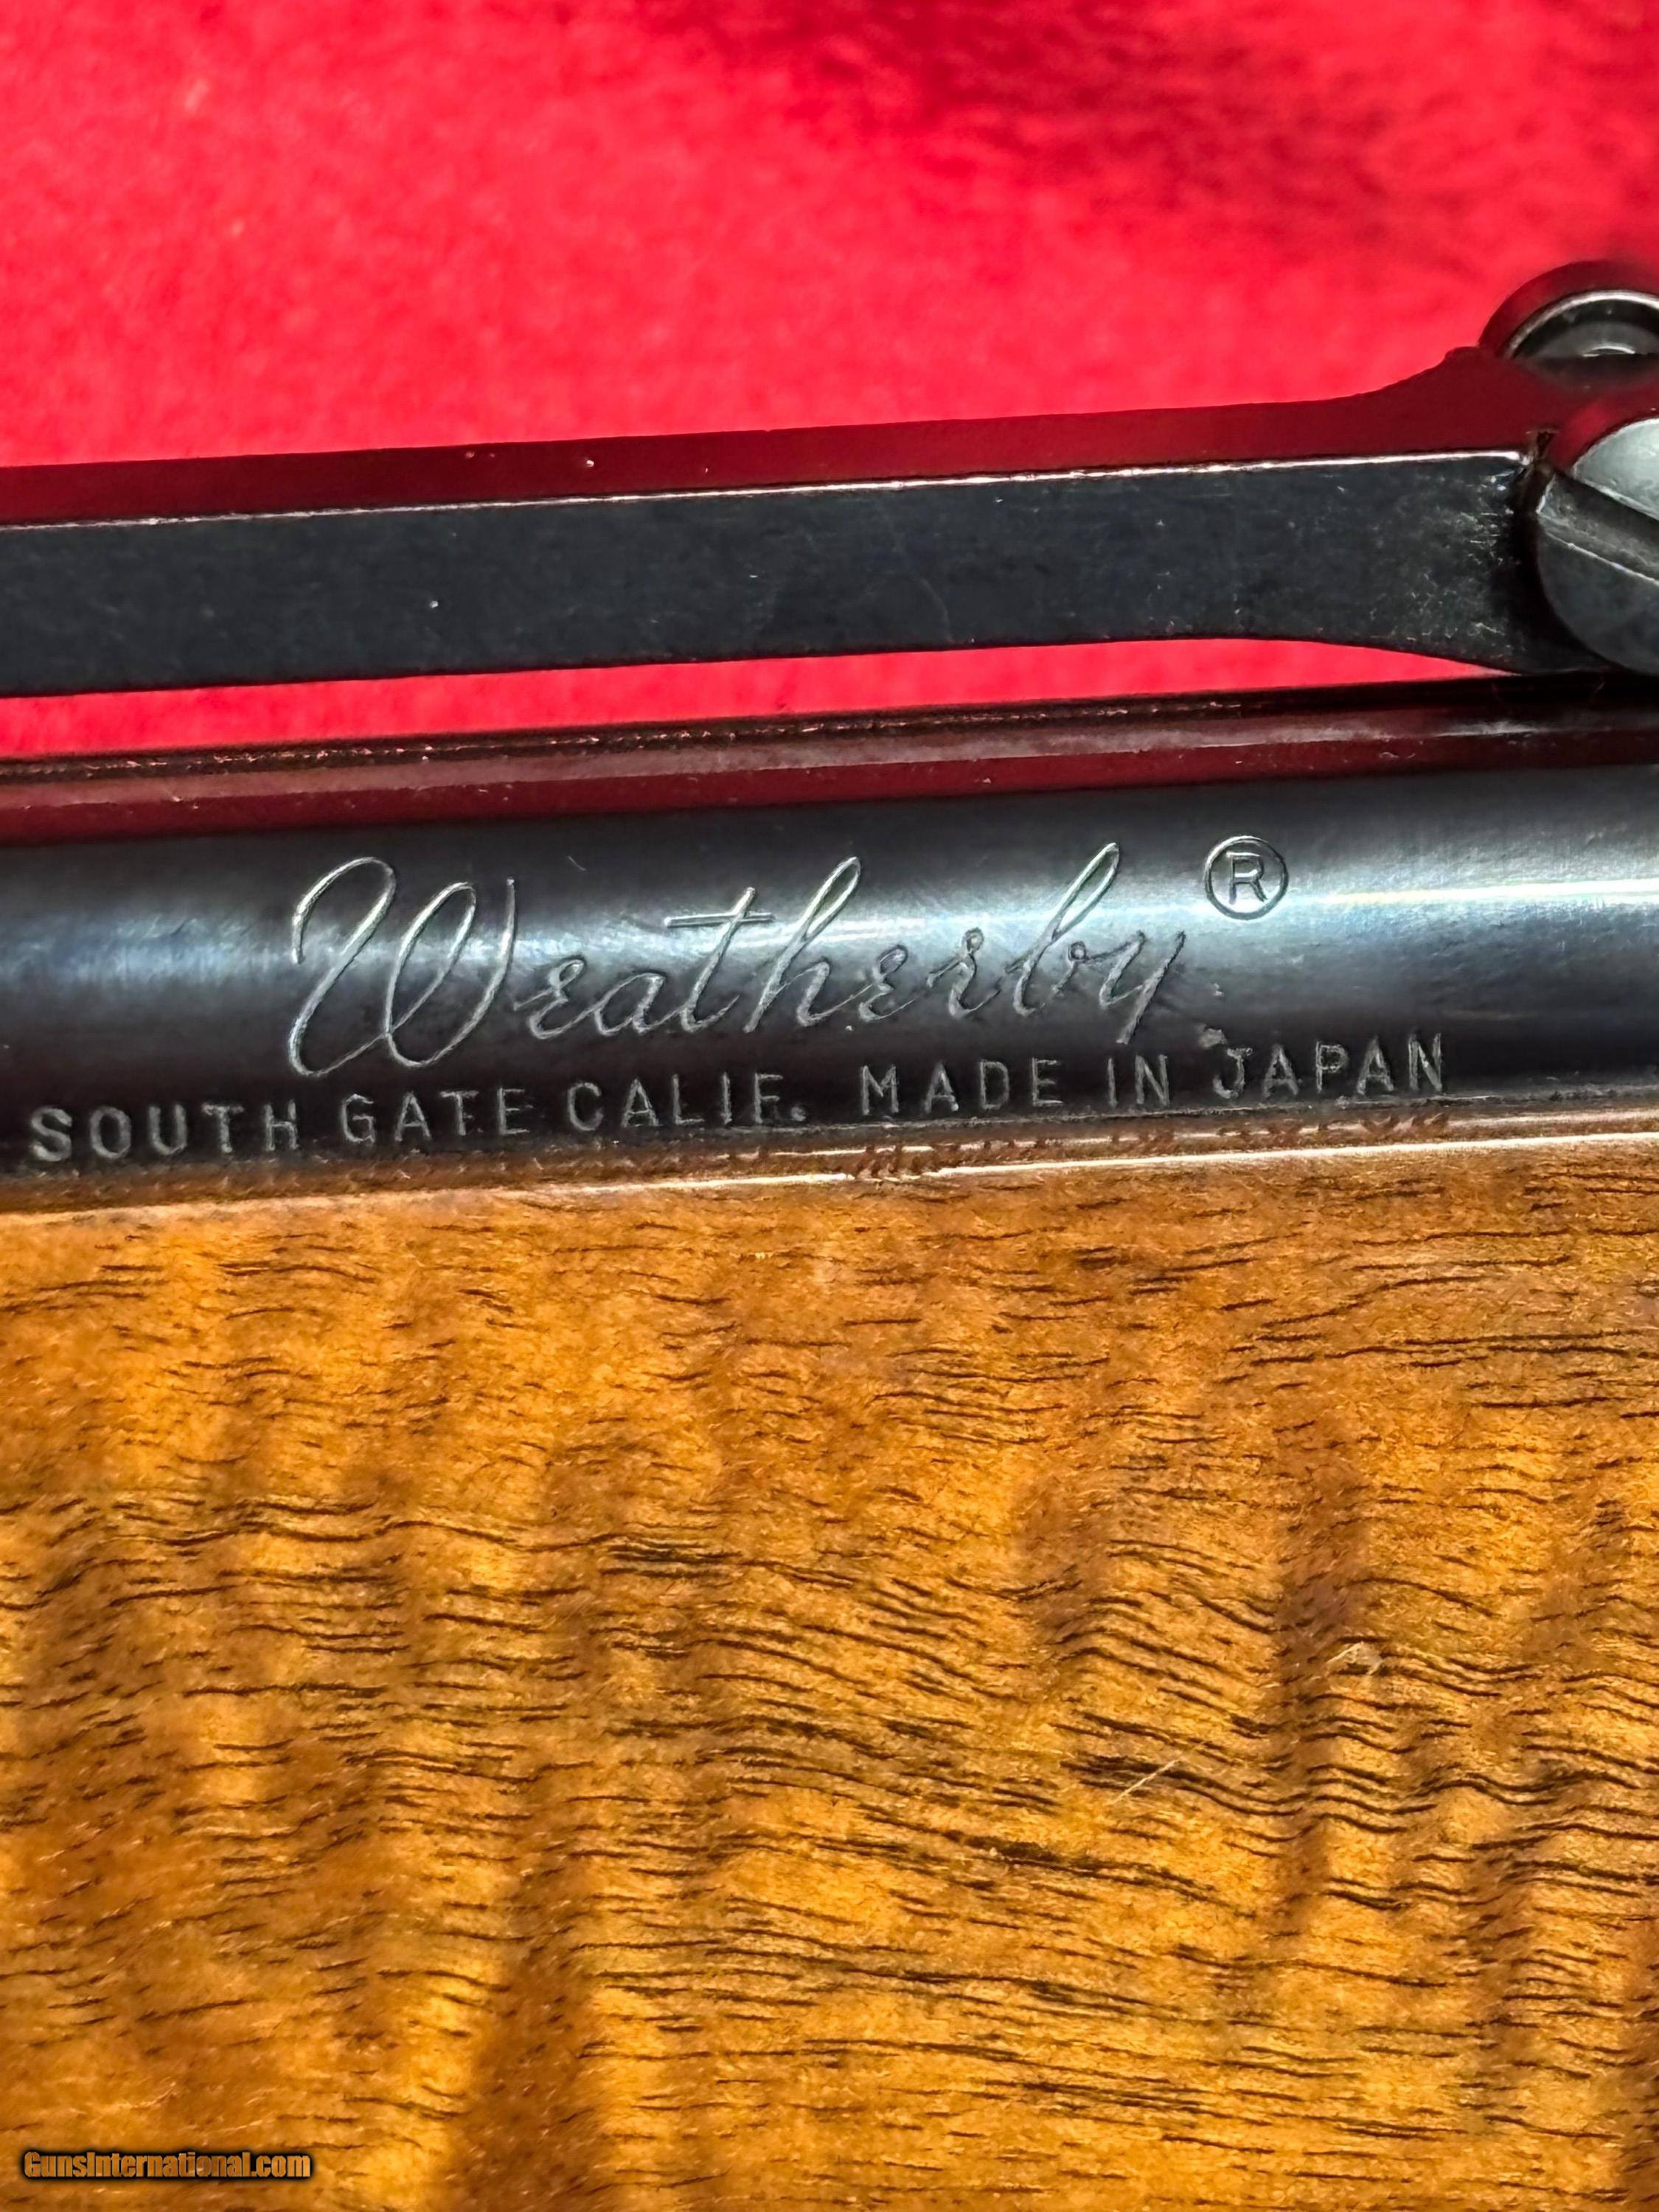 Weatherby®
SOUTH GATE CALIF. MADE IN JAPAN
GunsInternational.com